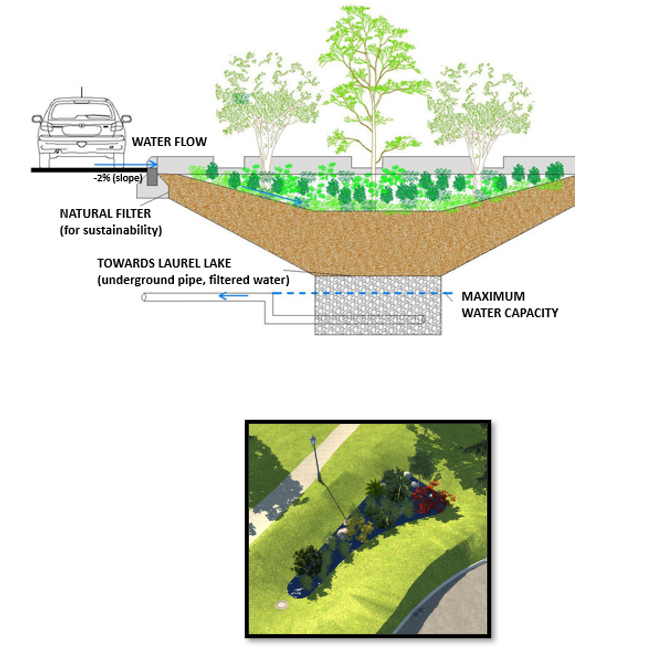 WATER FLOW
-2% (slope)
NATURAL FILTER
(for sustainability)
TOWARDS LAUREL LAKE
(underground pipe, filtered water)
MAXIMUM
WATER CAPACITY